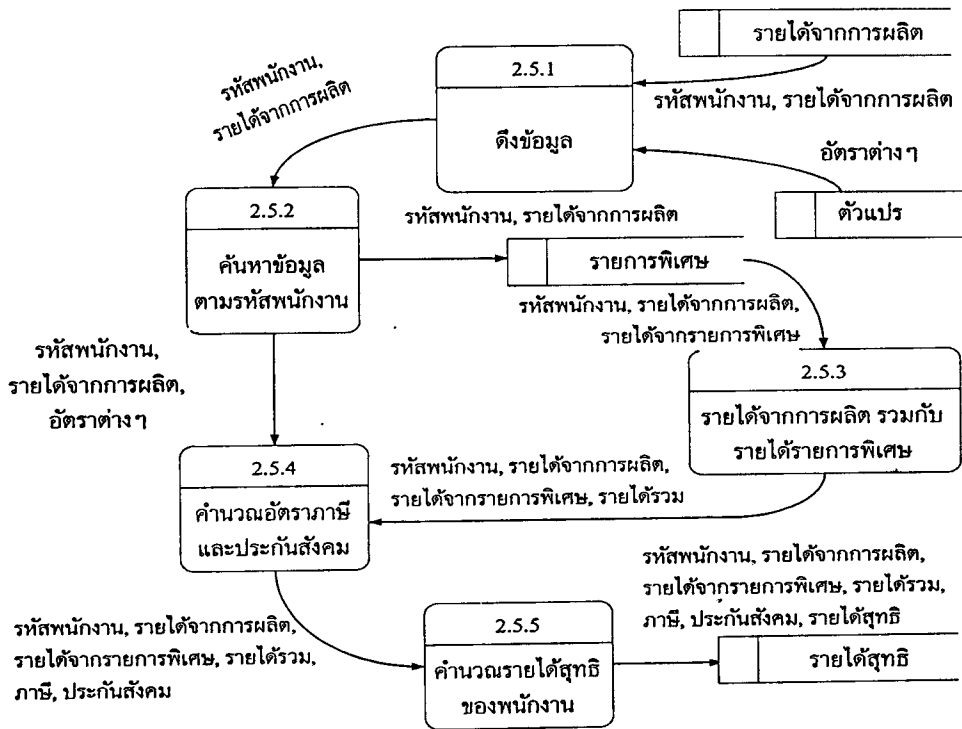 รายได้จากการผลิต
2.5.1
รหัสพนักงาน,
รายได้จากการผลิต
รหัสพนักงาน, รายได้จากการผลิต
ดึงข้อมูล
อัตราต่างๆ
2.5.2
รหัสพนักงาน, รายได้จากการผลิต
ตัวแปร
ค้นหาข้อมูล
ตามรหัสพนักงาน
รายการพิเศษ
รหัสพนักงาน, รายได้จากการผลิต,
รายได้จากรายการพิเศษ
รหัสพนักงาน,
รายได้จากการผลิต,
อัตราต่างๆ
2.5.3
รายได้จากการผลิต รวมกับ
รายได้รายการพิเศษ
2.5.4
รหัสพนักงาน, รายได้จากการผลิต,
รายได้จากรายการพิเศษ, รายได้รวม
คำนวณอัตราภาษี
และประกันสังคม
รหัสพนักงาน, รายได้จากการผลิต,
รายได้จากรายการพิเศษ, รายได้รวม,
ภาษี, ประกันสังคม, รายได้สุทธิ
รหัสพนักงาน, รายได้จากการผลิต,
รายได้จากรายการพิเศษ, รายได้รวม,
ภาษี, ประกันสังคม
2.5.5
คำนวณรายได้สุทธิ
ของพนักงาน
รายได้สุทธิ